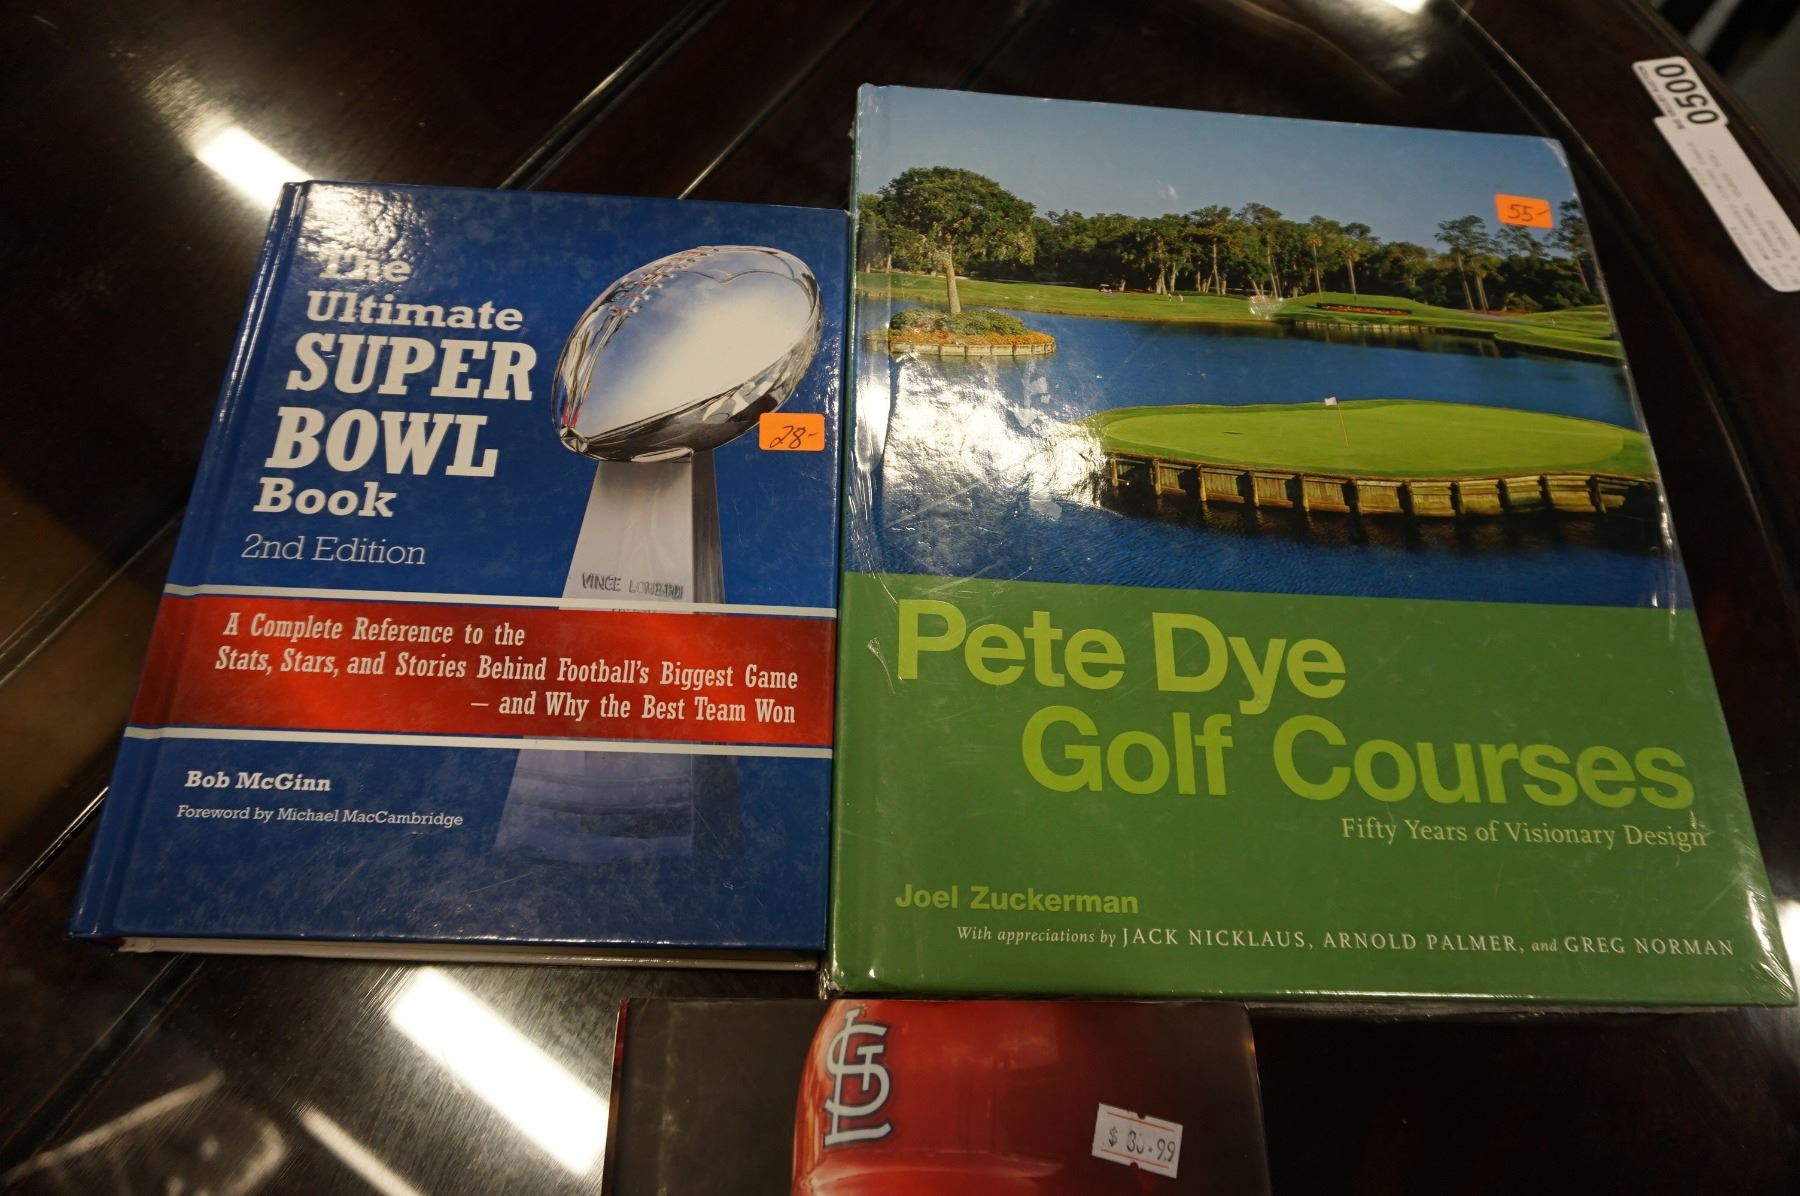 The
Ultimate
SUPER
BOWL
Book
2nd Edition
28-
VINCE LOMBARDI
A Complete Reference to the
Stats, Stars, and Stories Behind Football's Biggest Game
– and Why the Best Team Won
Bob McGinn
Foreword by Michael MacCambridge
55-
Pete Dye
Golf Courses
Fifty Years of Visionary Design
Joel Zuckerman
With appreciations by JACK NICKLAUS, ARNOLD PALMER, and GREG NORMAN
0500
STL